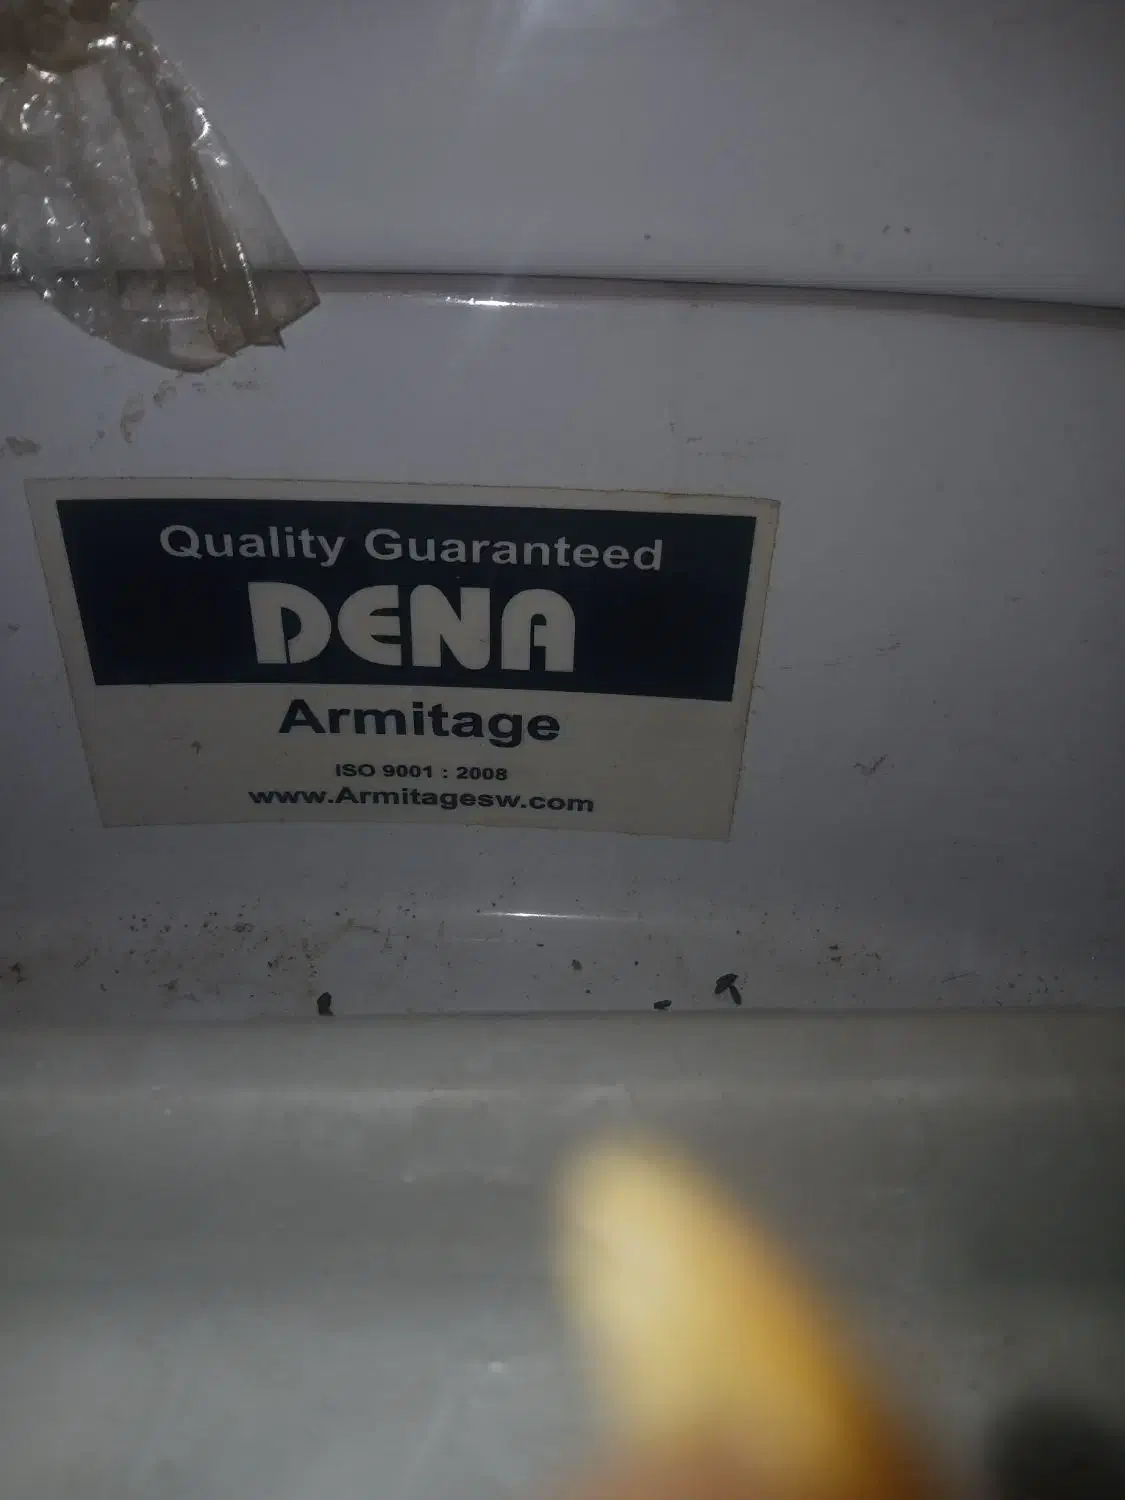 Quality Guaranteed
DENA
Armitage
ISO 9001 : 2008
www.Armitagesw.com